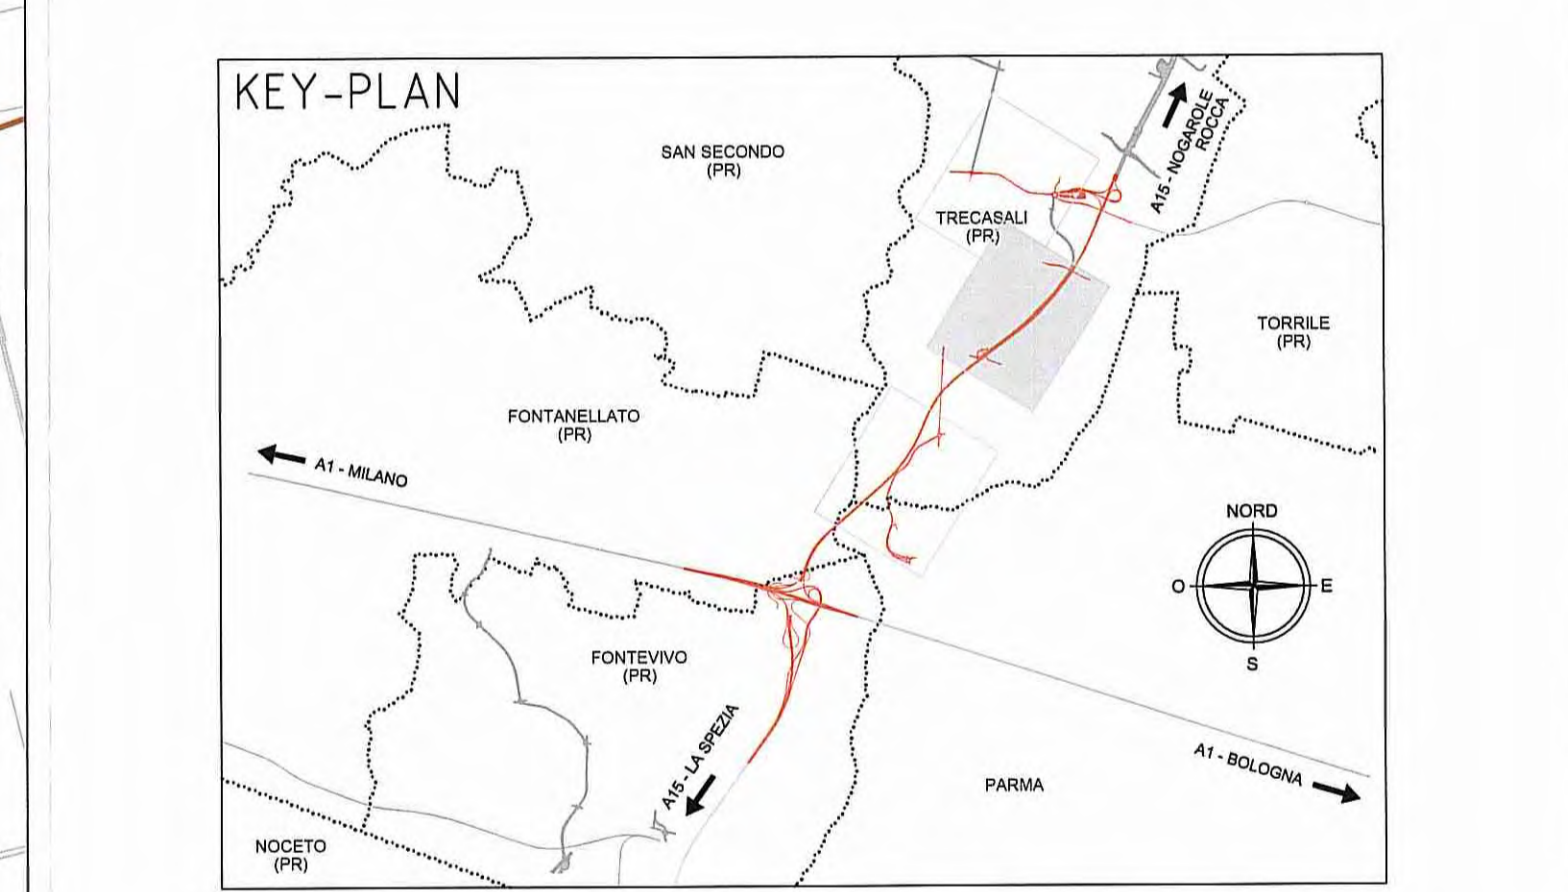 KEY-PLAN
SAN SECONDO
(PR)
A15 - NOGAROLE
ROCCA
TRECASALI
(PR)
TORRILE
(PR)
FONTANELLATO
(PR)
A1 - MILANO
NORD
O
E
S
FONTEVIVO
(PR)
A15 - LA SPEZIA
A1 - BOLOGNA
PARMA
NOCETO
(PR)